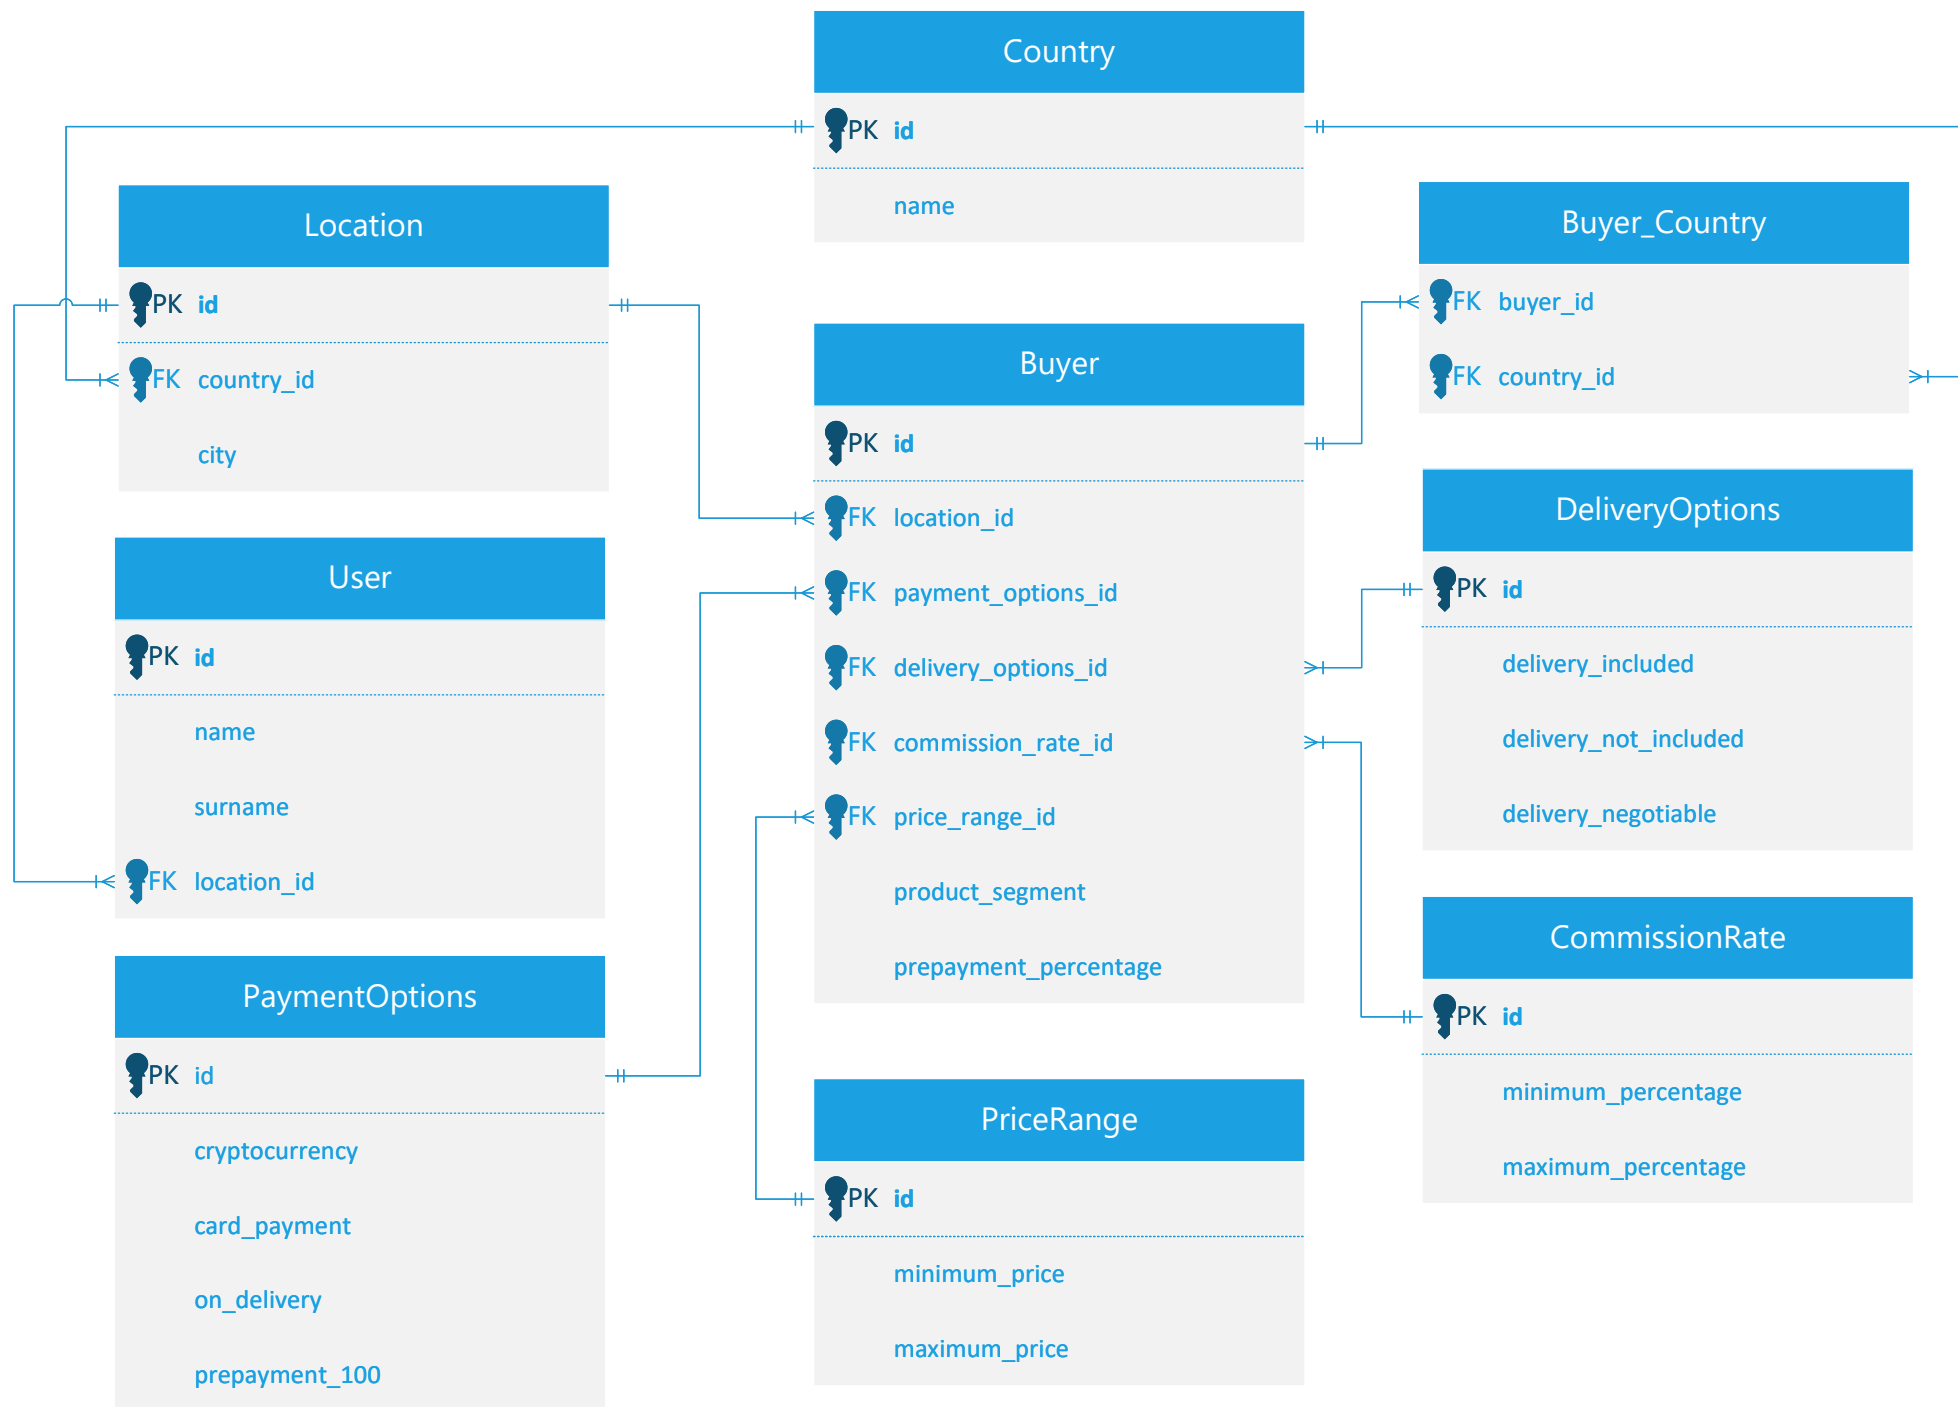 Country
PK id
name
Location
PK id
FK country_id
city
Buyer_Country
FK buyer_id
FK country_id
Buyer
PK id
FK location_id
FK payment_options_id
FK delivery_options_id
FK commission_rate_id
FK price_range_id
product_segment
prepayment_percentage
DeliveryOptions
PK id
delivery_included
delivery_not_included
delivery_negotiable
User
PK id
name
surname
FK location_id
CommissionRate
PK id
minimum_percentage
maximum_percentage
PaymentOptions
PK id
cryptocurrency
card_payment
on_delivery
prepayment_100
PriceRange
PK id
minimum_price
maximum_price